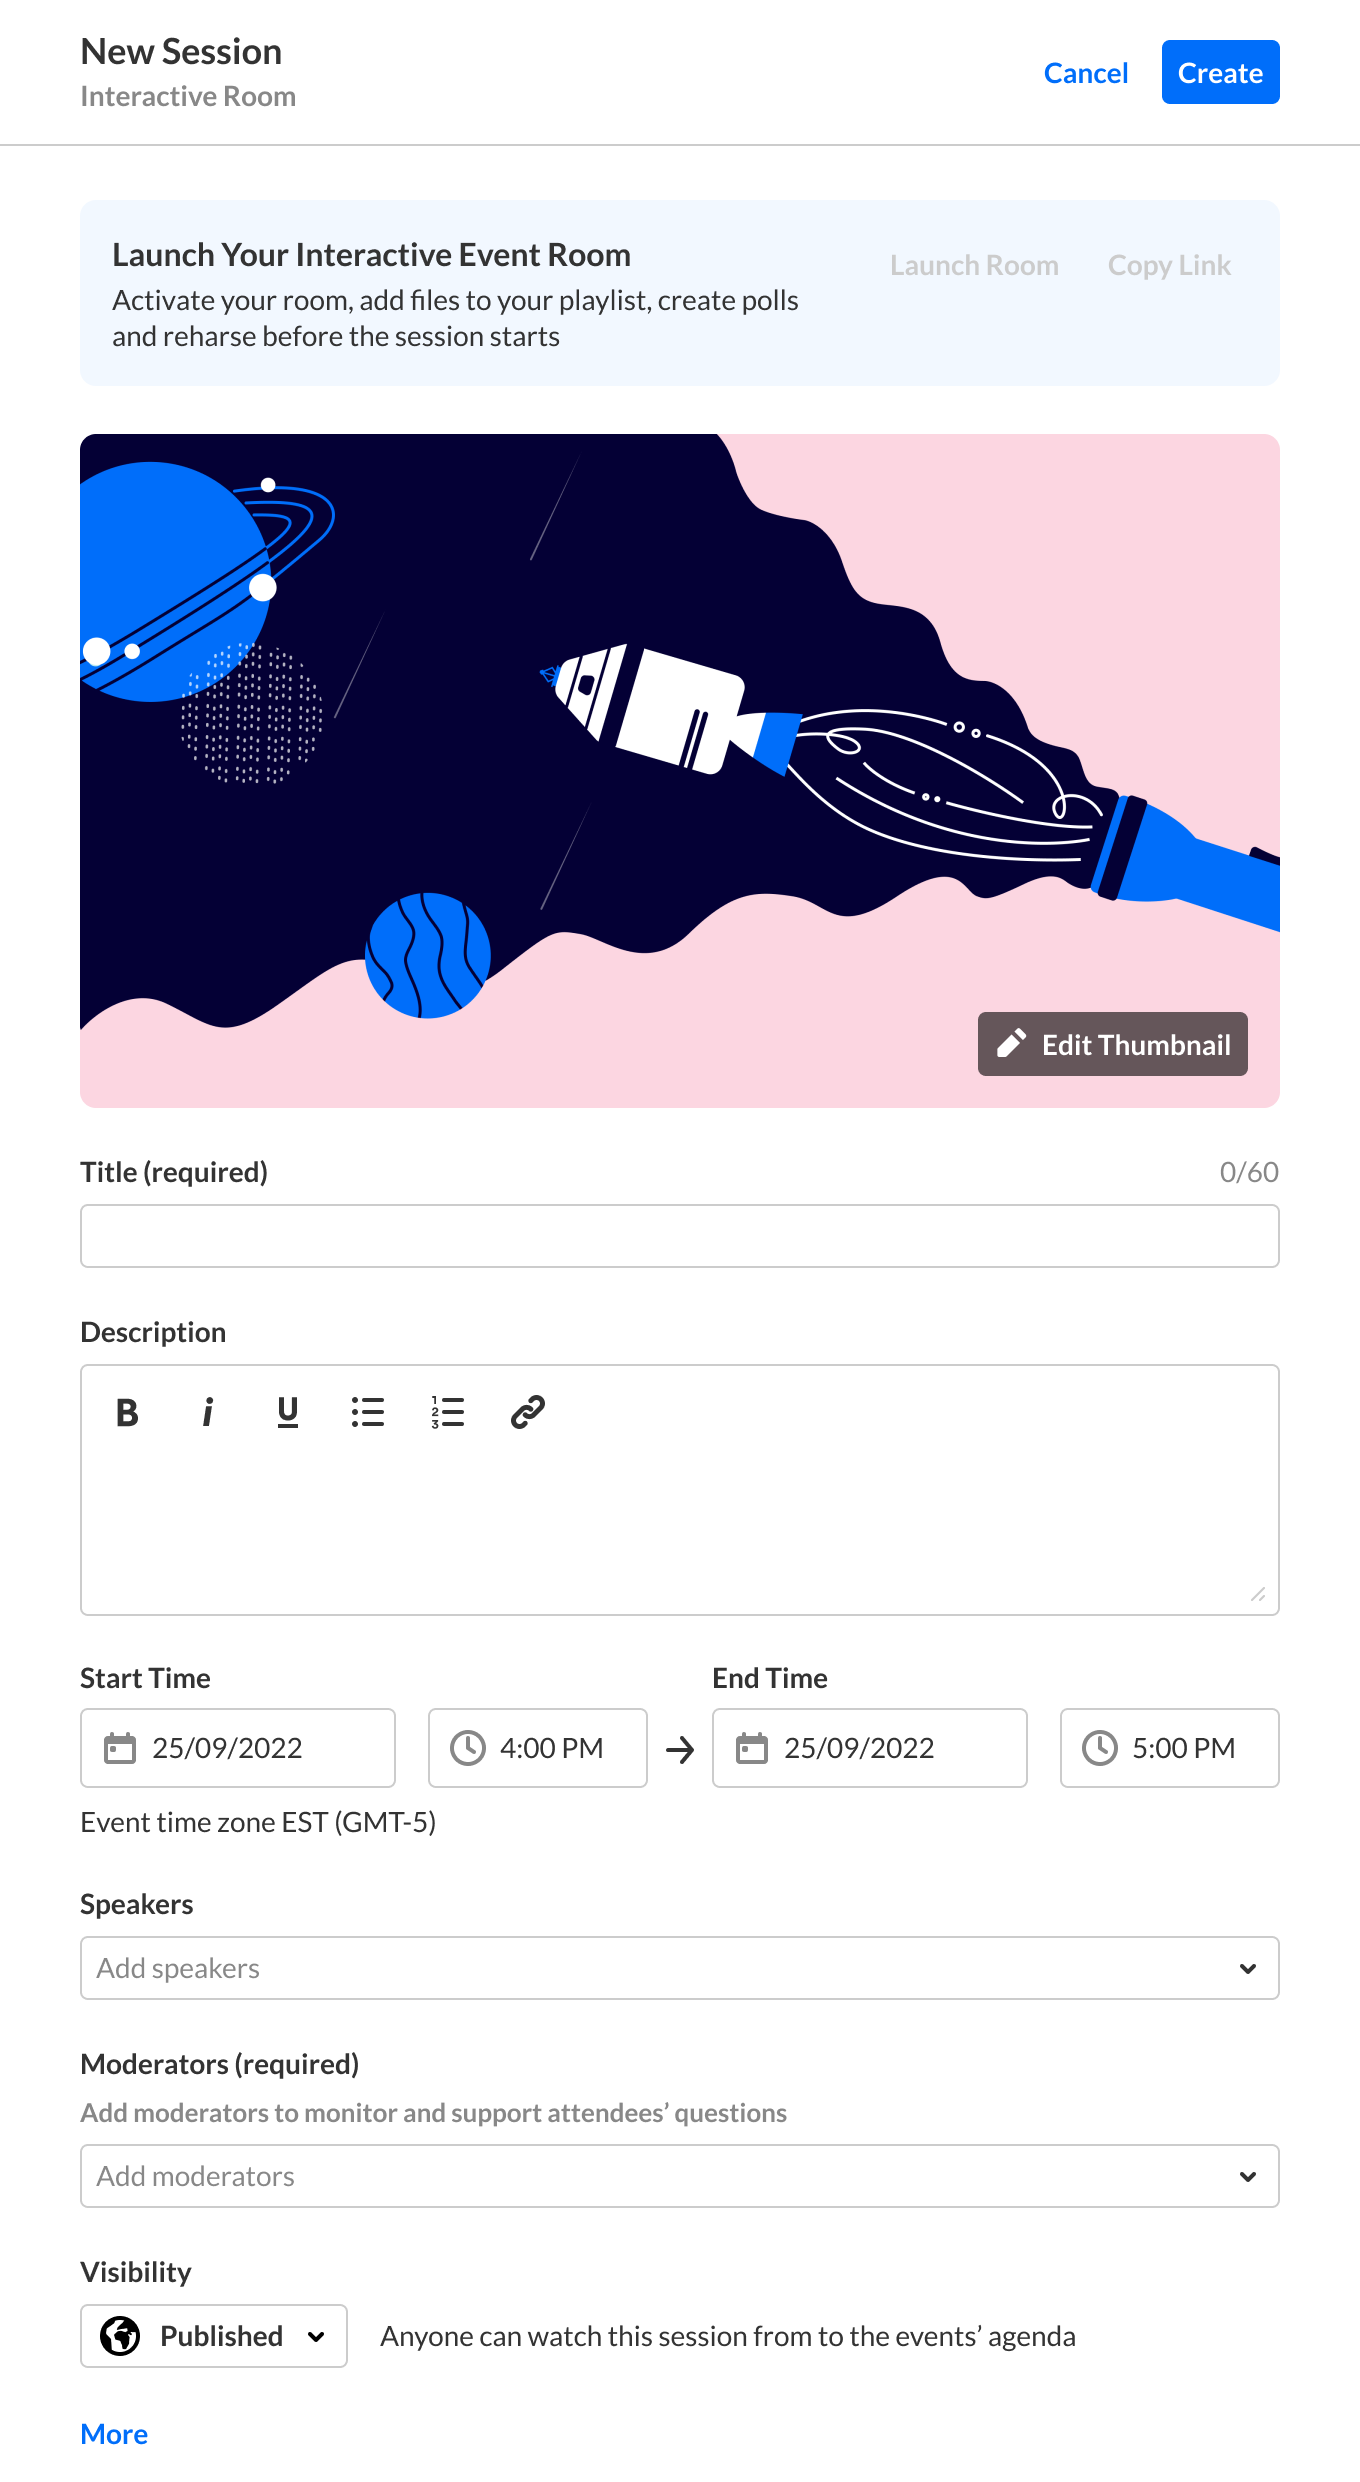 New Session
Interactive Room
Cancel
Create
Launch Your Interactive Event Room
Activate your room, add files to your playlist, create polls
and reharse before the session starts
Launch Room
Copy Link
Edit Thumbnail
Title (required)
0/60
Description
B i U
1
2
3
Start Time
End Time
25/09/2022
4:00 PM
25/09/2022
5:00 PM
Event time zone EST (GMT-5)
Speakers
Add speakers
Moderators (required)
Add moderators to monitor and support attendees’ questions
Add moderators
Visibility
Published
Anyone can watch this session from to the events’ agenda
More